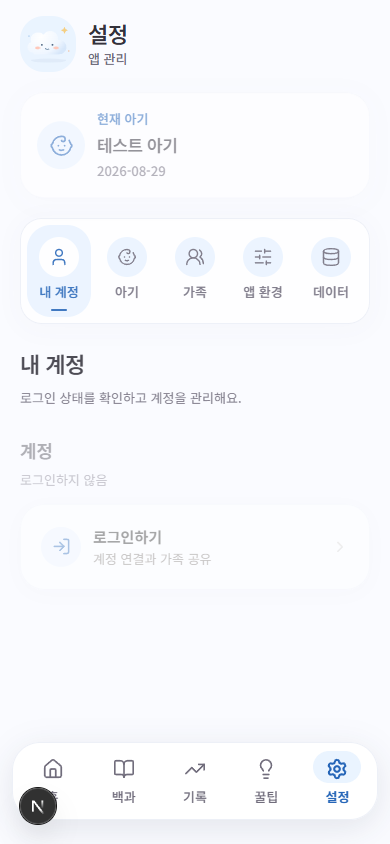 설정
앱 관리
현재 아기
테스트 아기
2026-08-29
내 계정
아기
가족
앱 환경
데이터
내 계정
로그인 상태를 확인하고 계정을 관리해요.
계정
로그인하지 않음
로그인하기
계정 연결과 가족 공유
N
백과
기록
꿀팁
설정